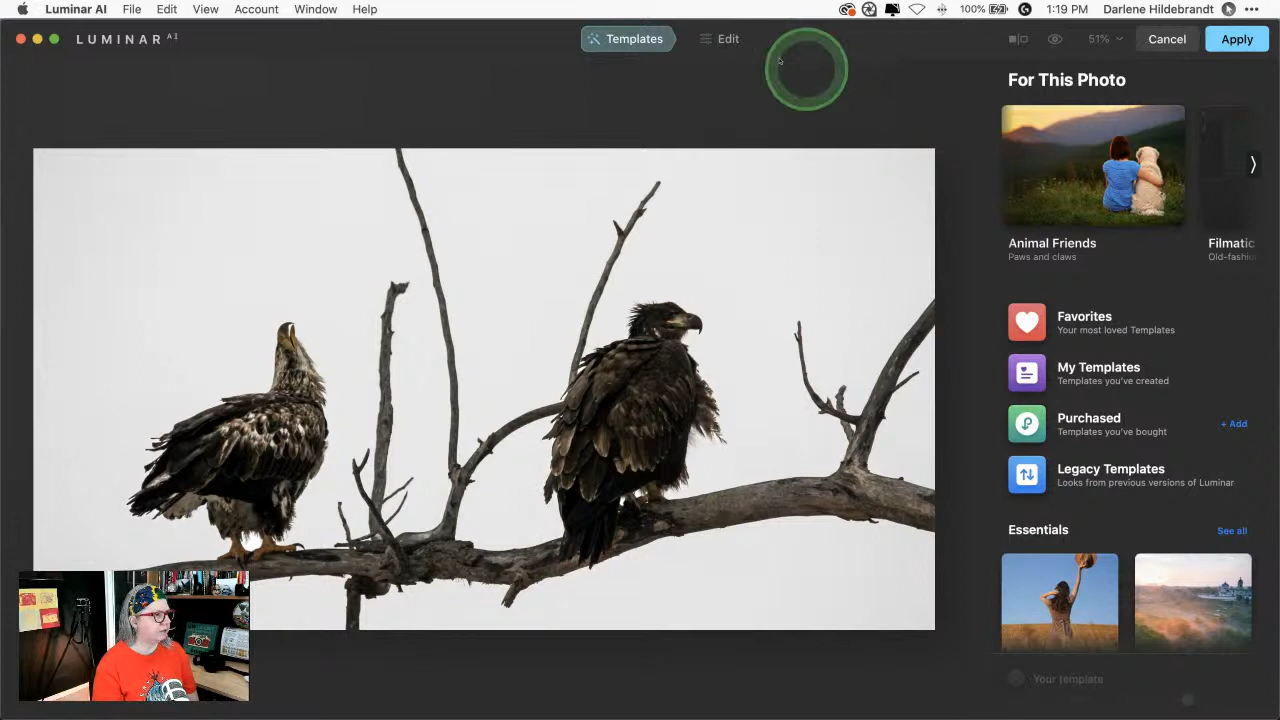 Luminar AI File Edit View Account Window Help 100% 1:19 PM Darlene Hildebrandt
LUMINAR AI Templates Edit 51% Cancel Apply
For This Photo
Animal Friends Filmatic
Paws and claws Old-fashio
Favorites
Your most loved Templates
My Templates
Templates you've created
Purchased
Templates you've bought
+ Add
Legacy Templates
Looks from previous versions of Luminar
Essentials See all
Your template